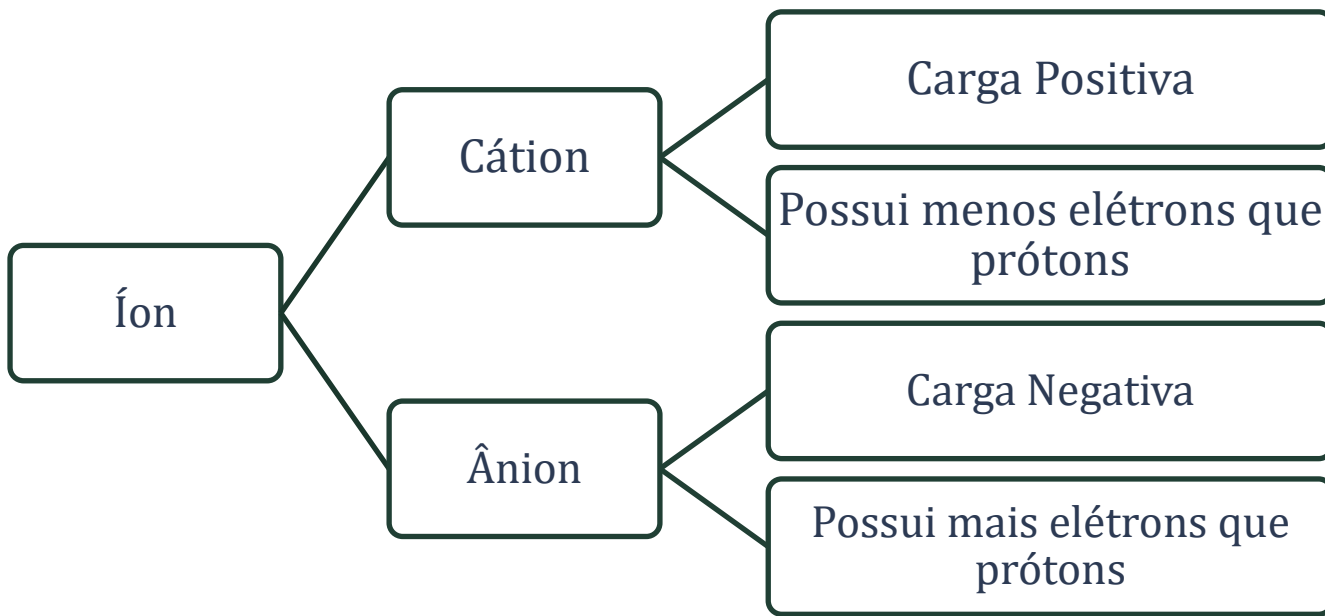 Íon
Cátion
Carga Positiva
Possui menos elétrons que
prótons
Ânion
Carga Negativa
Possui mais elétrons que
prótons